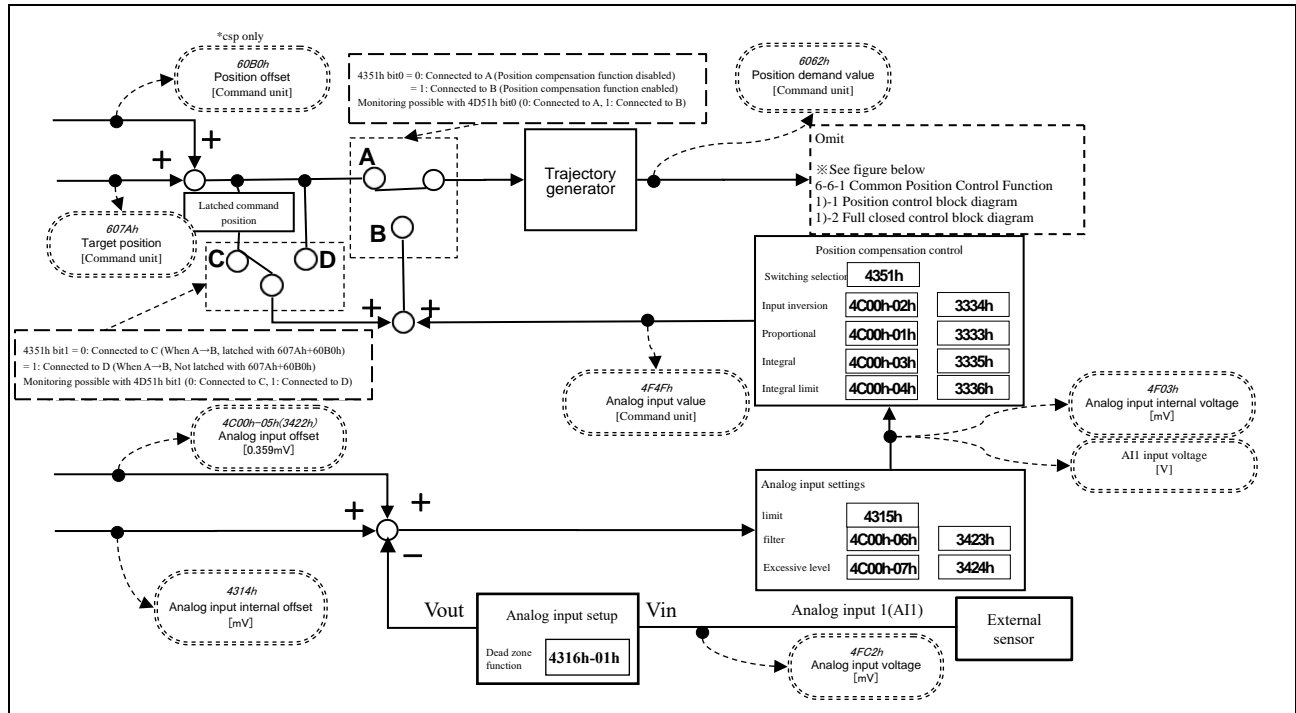 *csp only
60B0h
Position offset
[Command unit]
4351h bit0 = 0: Connected to A (Position compensation function disabled)
= 1: Connected to B (Position compensation function enabled)
Monitoring possible with 4D51h bit0 (0: Connected to A, 1: Connected to B)
6062h
Position demand value
[Command unit]
+
+
A
Trajectory
generator
Omit
※See figure below
6-6-1 Common Position Control Function
1)-1 Position control block diagram
1)-2 Full closed control block diagram
Latched command
position
607Ah
Target position
[Command unit]
B
C
D
+
+
Position compensation control
Switching selection
4351h
Input inversion
4C00h-02h
3334h
Proportional
4C00h-01h
3333h
Integral
4C00h-03h
3335h
Integral limit
4C00h-04h
3336h
4351h bit1 = 0: Connected to C (When A→B, latched with 607Ah+60B0h)
= 1: Connected to D (When A→B, Not latched with 607Ah+60B0h)
Monitoring possible with 4D51h bit1 (0: Connected to C, 1: Connected to D)
4F4Fh
Analog input value
[Command unit]
4F03h
Analog input internal voltage
[mV]
AI1 input voltage
[V]
4C00h-05h(3422h)
Analog input offset
[0.359mV]
+
+
−
Analog input settings
limit
4315h
filter
4C00h-06h
3423h
Excessive level
4C00h-07h
3424h
4314h
Analog input internal offset
[mV]
Vout
Analog input setup
Dead zone
function
4316h-01h
Vin
Analog input 1(AI1)
External
sensor
4FC2h
Analog input voltage
[mV]